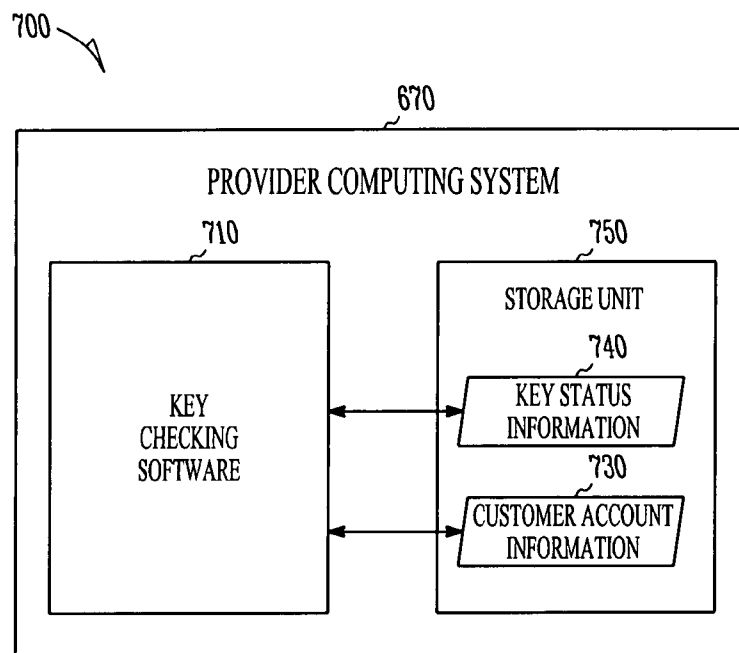 700
670
PROVIDER COMPUTING SYSTEM
710
KEY
CHECKING
SOFTWARE
750
STORAGE UNIT
740
KEY STATUS
INFORMATION
730
CUSTOMER ACCOUNT
INFORMATION